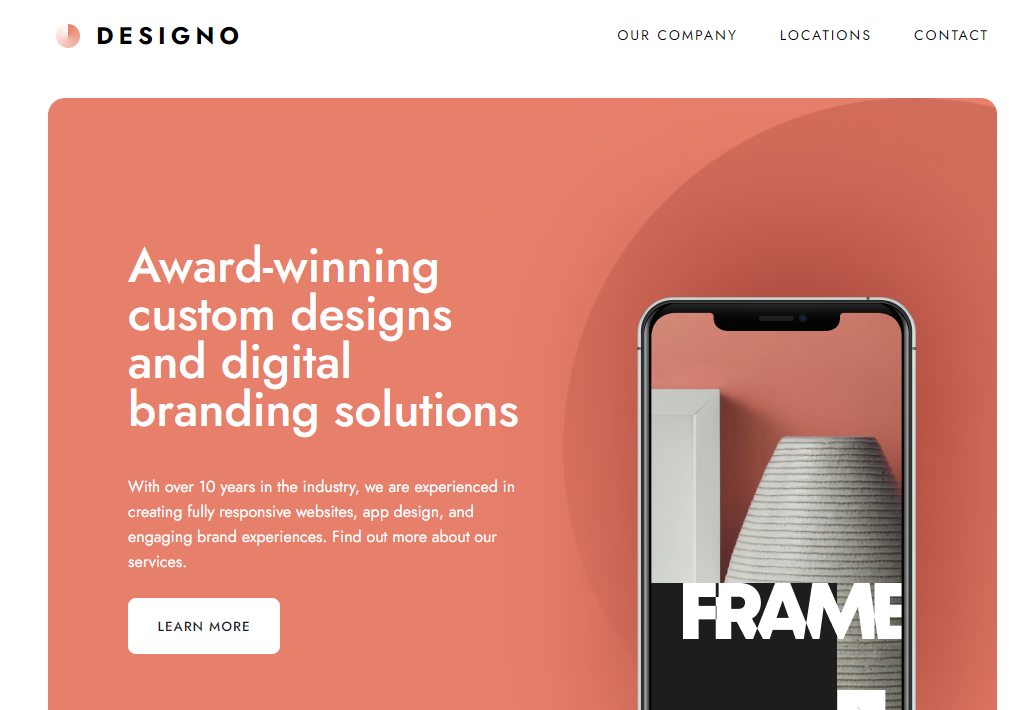 DESIGNO
OUR COMPANY
LOCATIONS
CONTACT
Award-winning
custom designs
and digital
branding solutions
With over 10 years in the industry, we are experienced in
creating fully responsive websites, app design, and
engaging brand experiences. Find out more about our
services.
LEARN MORE
FRAME